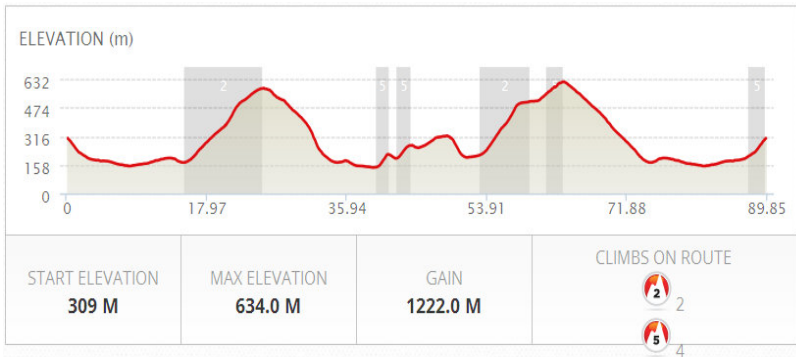 ELEVATION (m)
632
474
316
158
0
2
5
5
2
5
5
0
17.97
35.94
53.91
71.88
89.85
START ELEVATION
309 M
MAX ELEVATION
634.0 M
GAIN
1222.0 M
CLIMBS ON ROUTE
2
2
5
4